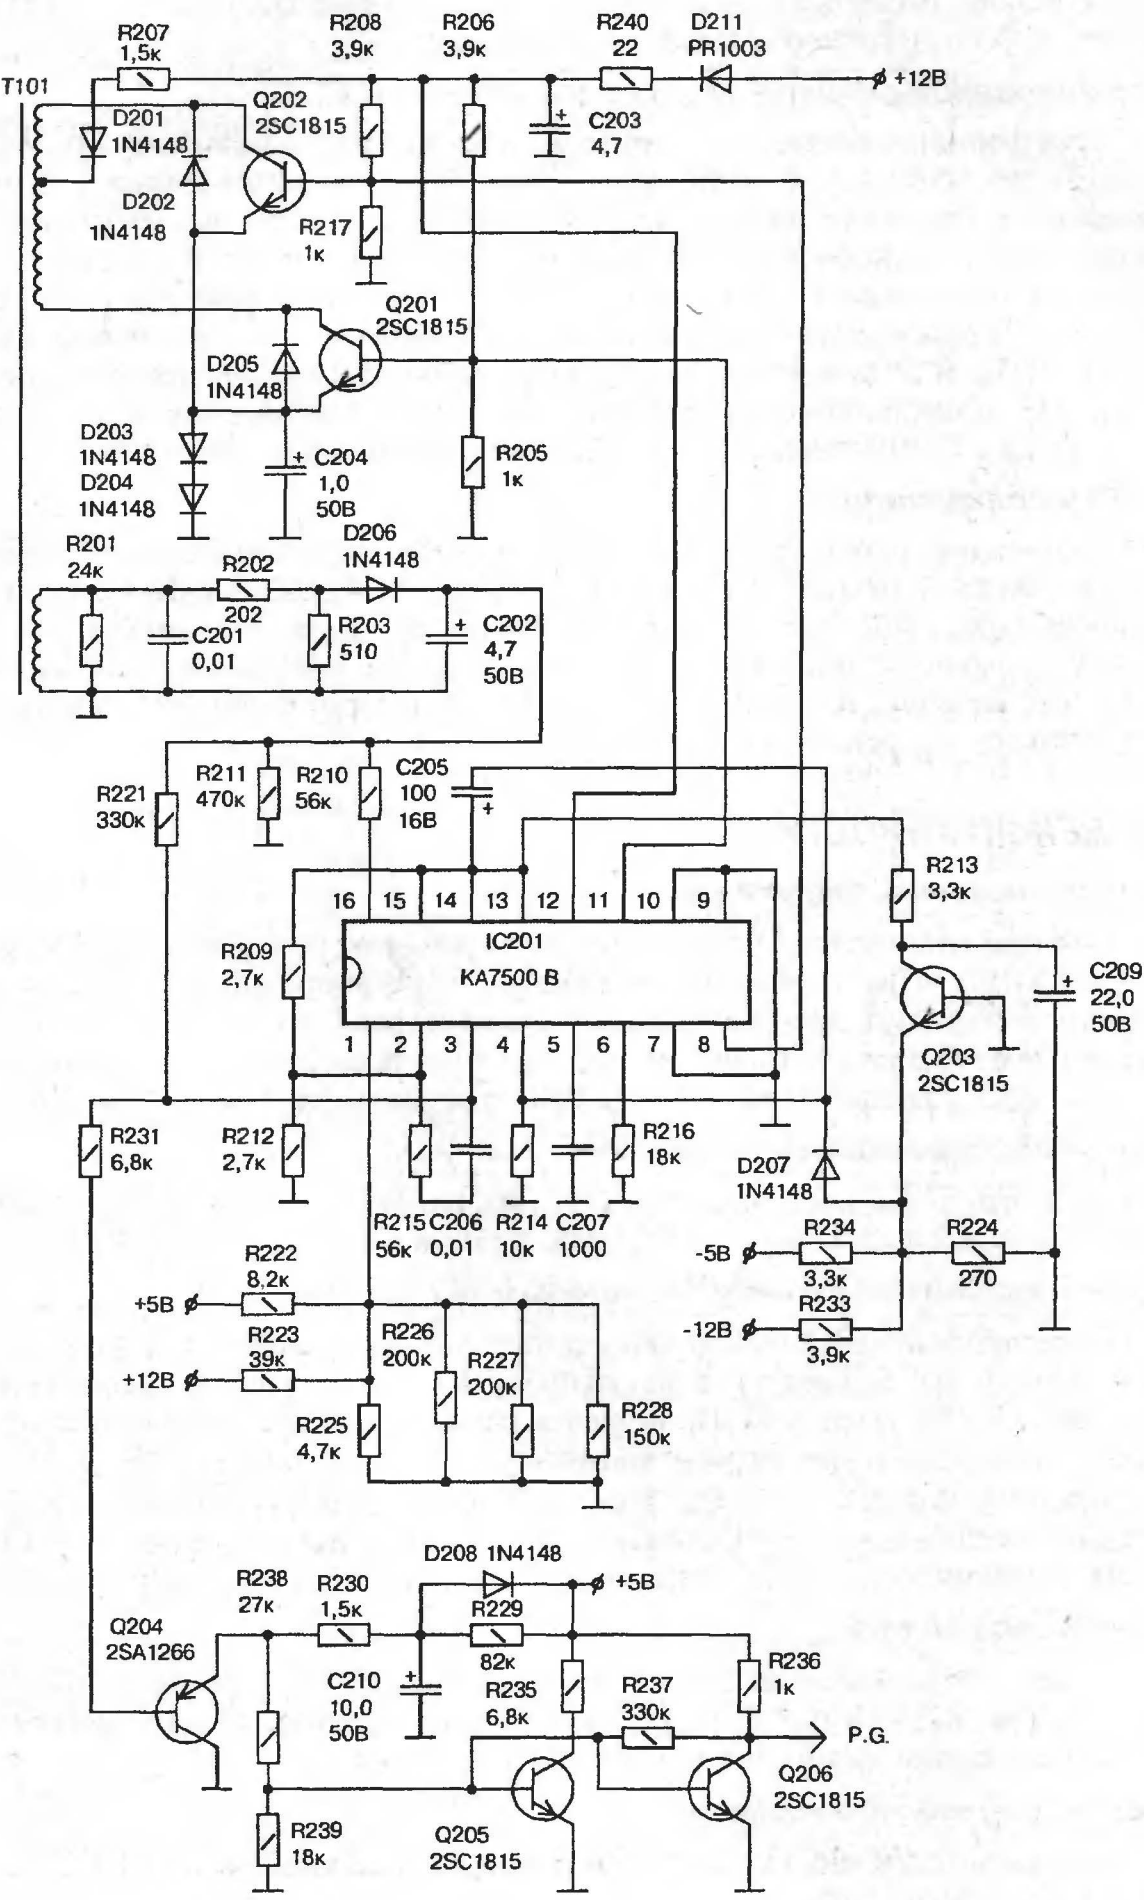 R207
1,5к
R208
3,9к
R206
3,9к
R240
22
D211
PR1003
+12В
T101
D201
1N4148
Q202
2SC1815
+
C203
4,7
D202
1N4148
R217
1к
Q201
2SC1815
D205
1N4148
D203
1N4148
D204
1N4148
+
C204
1,0
50В
R205
1к
R201
24к
R202
202
D206
1N4148
C201
0,01
R203
510
+
C202
4,7
50В
R221
330к
R211
470к
R210
56к
C205
100
16В
+
R213
3,3к
16 15 14 13 12 11 10 9
IC201
KA7500 B
R209
2,7к
1 2 3 4 5 6 7 8
+
C209
22,0
50В
Q203
2SC1815
R231
6,8к
R212
2,7к
R216
18к
D207
1N4148
R215
56к
C206
0,01
R214
10к
C207
1000
-5В
R234
3,3к
R224
270
-12В
R233
3,9к
+5В
R222
8,2к
+12В
R223
39к
R226
200к
R227
200к
R225
4,7к
R228
150к
D208 1N4148
+5В
R238
27к
R230
1,5к
R229
82к
Q204
2SA1266
C210
10,0
50В
+
R235
6,8к
R237
330к
R236
1к
P.G.
Q206
2SC1815
R239
18к
Q205
2SC1815